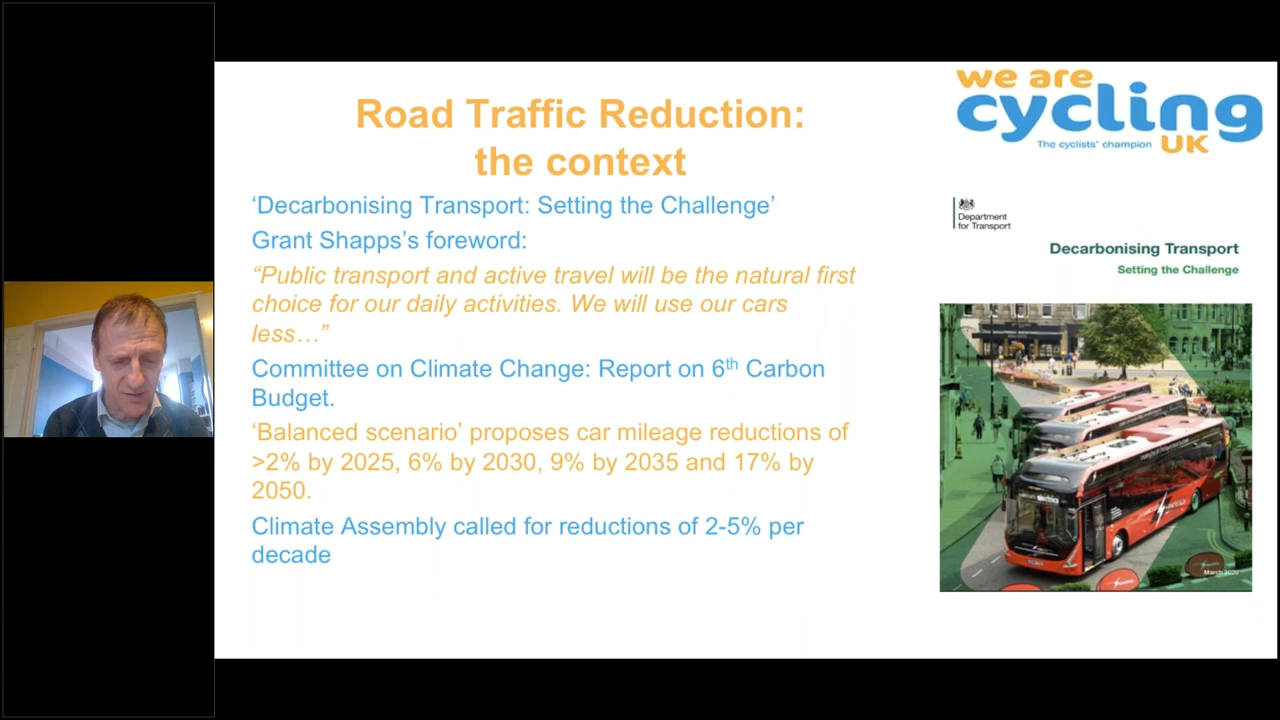 Road Traffic Reduction:
the context
‘Decarbonising Transport: Setting the Challenge’
Grant Shapps’s foreword:
“Public transport and active travel will be the natural first
choice for our daily activities. We will use our cars
less…”
Committee on Climate Change: Report on 6th Carbon
Budget.
‘Balanced scenario’ proposes car mileage reductions of
>2% by 2025, 6% by 2030, 9% by 2035 and 17% by
2050.
Climate Assembly called for reductions of 2-5% per
decade
we are
cycling
The cyclists’ champion UK
Department
for Transport
Decarbonising Transport
Setting the Challenge
March 2020